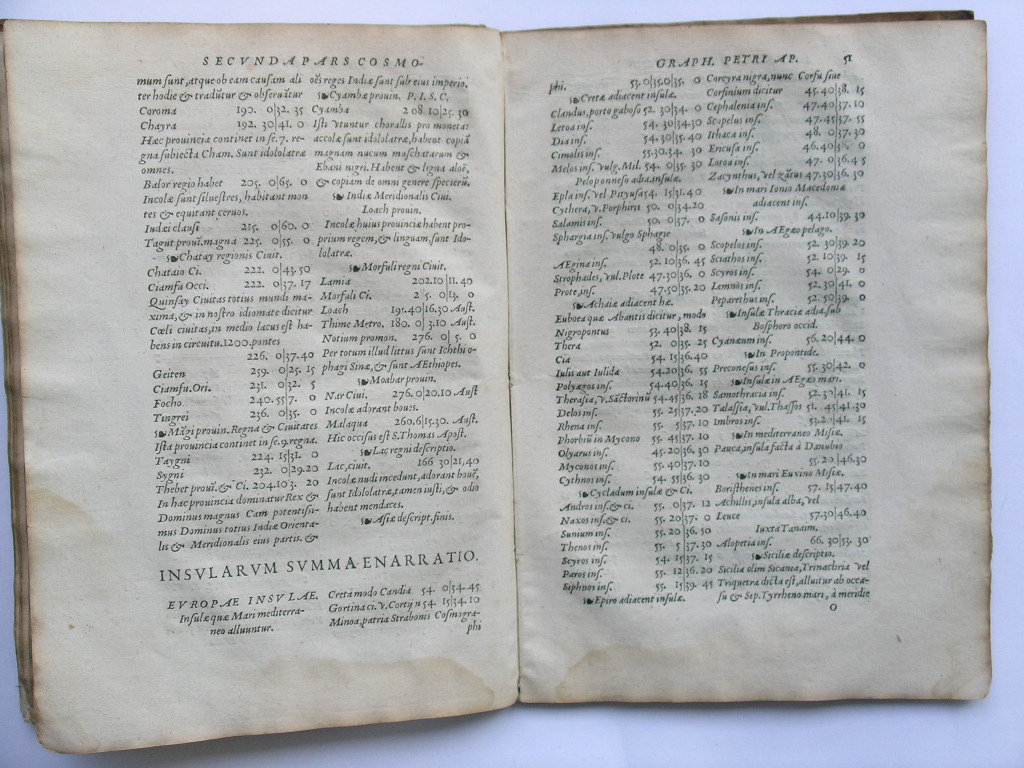 SECVNDA PARS COSMO-
mum sunt, atque ob eam causam ali
ter hodie & tradūtur & obseruātur
Coroma 190. 0|32. 35
Chayra 192. 30|41. 0
Hæc prouincia continet in se. 7. re-
gna subiecta Cham. Sunt idololatræ
omnes.
Balor regio habet 205. 0|65. 0
Incolæ sunt siluestres, habitant mon
tes & equitant ceruos.
Indæi clausi 215. 0|60. 0
Tagut prouī.magna 225. 0|55. 0
Chatay regionis Ciuit.
Chataio Ci. 222. 0|43. 50
Ciamfu Occi. 222. 0|37. 17
Quinsay Ciuitas totius mundi ma-
xima, & in nostro idiomate dicitur
Cœli ciuitas, in medio lacus est ha-
bens in circuitu. 1200. pontes
226. 0|37. 40
Geiten 259. 0|25. 15
Ciamfu.Ori. 231. 0|32. 5
Focho 240. 55|7. 0
Tingrei 236. 0|35. 0
Māgi prouin. Regna & Ciuitates
Ista prouincia continet in se. 9. regna.
Taygni 224. 15|31. 0
Sygni 232. 0|29. 20
Thebet prouī. & Ci. 204. 10|3. 20
In hac prouincia dominatur Rex &
Dominus magnus Cam potentissi-
mus Dominus totius Indiæ Orienta-
lis & Meridionalis eius partis. &
oēs reges Indiæ sunt sub eius imperio.
Cyambæ prouin. P. I. S. C.
Cyamba 208. 10|25. 30
Isti vtuntur chorallis pro moneta:
accolæ sunt idololatræ, habent copiā
magnam nucum moschatarum &
Ebani nigri. Habent & ligna aloë,
& copiam de omni genere specierū.
Indiæ Meridionalis Ciui.
Loach prouin.
Incolæ huius prouinciæ habent pro-
prium regem, & linguam, sunt Ido-
lolatræ.
Morfuli regni Ciuit.
Lamia 202. 10|11. 40
Morfuli Ci. 2 5. 0|13. 0
Loach 191. 40|16. 30 Aust.
Thime Metro. 180. 0|3. 10 Aust.
Notium promon. 276. 0|5. 0
Per totum illud littus sunt Ichthi o-
phagi Sinæ, & sunt AEthiopes.
Moabar prouin.
Nar Ciui. 276. 0|20. 10 Aust
Incolæ adorant boues.
Malaqua 260. 6|15. 30. Aust.
Hic occisus est S. Thomas Apost.
Lac regni descriptio.
Lac, ciuit. 166 30|21, 40
Incolæ nudi incedunt, adorant bouē,
sunt Idololatræ, tamen iusti, & odio
habent mendaces.
Asiæ descript. finis.
INSVLARVM SVMMA ENARRATIO.
EVROPAE INSVLAE.
Insulæ quæ Mari mediterra-
neo alluuntur.
Creta modo Candia 54. 0|34. 45
Gortina ci. v. Cortyn 54. 15|34. 10
Minoa, patria Strabonis Cosmogra-
phi
GRAPH. PETRI AP. 51
phi. 53. 0|35. 0|35. 0
Cretæ adiacent insulæ.
Claudus, porto gaboso 52. 30|34. 0
Letoa ins. 54. 30|34. 30
Dia ins. 54. 30|35. 40
Cimolis ins. 55. 30. 34. 30
Melos ins. vulg. Mil. 54. 0|35. 30
Peloponneso adia. insulæ.
Epla ins. vel Pityusa 54. 15|31. 40
Cythera, v. Porphiris 50. 0|34. 20
Salamis ins. 50. 0|37. 0
Sphargia ins. vulgo Sphagie
48. 0|35. 0
AEgina ins. 52. 10|36. 45
Strophades, vul. Plote 47. 30|36. 0
Prote, ins. 47. 50|35. 20
Achaiæ adiacent hæ.
Euboea quæ Abantis dicitur, modo
Nigropontus 53. 40|38. 15
Thera 52. 0|35. 25
Cia 54. 15|36. 40
Iulis aut Iulida 54. 20|36. 55
Polyægos ins. 54. 40|36. 15
Therasia, v. Sāctorinū 54. 45|36. 18
Delos ins. 55. 25|37. 20
Rhena ins. 55. 5|37. 10
Phorbiū in Mycono 55. 45|37. 10
Olyarus ins. 45. 20|36. 30
Myconos ins. 55. 40|37. 10
Cythnos ins. 54. 55|36. 30
Cycladum insulæ & Ci.
Andros ins. & ci. 55. 0|37. 12
Naxos ins. & ci. 55. 20|37. 0
Sunium ins. 55. 20|36. 50
Thenos ins. 55. 5|37. 30
Scyros ins. 54. 15|37. 15
Paros ins. 55. 12|36. 20
Siphnos ins. 55. 15|39. 45
Epiro adiacent insulæ.
Corcyra nigra, nunc Corfu siue
Corsinium dicitur 45. 40|38. 15
Cephalenia ins. 47. 40|37. 10
Scopelus ins. 47. 45|37. 55
Ithaca ins. 48. 0|37. 30
Ericusa ins. 46. 40|38. 0
Lotoa ins. 47. 0|36. 45
Zacynthus, vel zātus 47. 30|36. 30
In mari Ionio Macedoniæ
adiacent ins.
Sasonis ins. 44. 10|39. 30
In AEgæo pelago.
Scopelos ins. 52. 30|39. 20
Sciathos ins. 52. 10|39. 15
Scyros ins. 54. 0|29. 0
Lemnos ins. 52. 30|41. 0
Peparethus ins. 52. 50|39. 0
Insulæ Thraciæ adia. sub
Bosphoro occid.
Cyanæum ins. 56. 20|44. 0
In Propontide.
Preconesus ins. 55. 30|42. 0
Insulæ in AEgæo mari.
Samothracia ins. 52. 30|41. 15
Talassia, vul. Thassos 51. 45|41. 30
Imbros ins. 53. 2|41. 15
In mediterraneo Misiæ.
Pauca, insula facta à Danubio
55. 20|46. 30
In mari Euxino Misiæ.
Boristhenes ins. 57. 15|47. 40
Achillis, insula alba, vel
Leuce 57. 30|46. 40
Iuxta Tanaim.
Alopetia ins. 66. 30|53. 30
Siciliæ descriptio.
Sicilia olim Sicania, Trinachria vel
Triquetra dicta est, alluitur ab occa-
su & Sep. Tyrrheno mari, à meridie
O